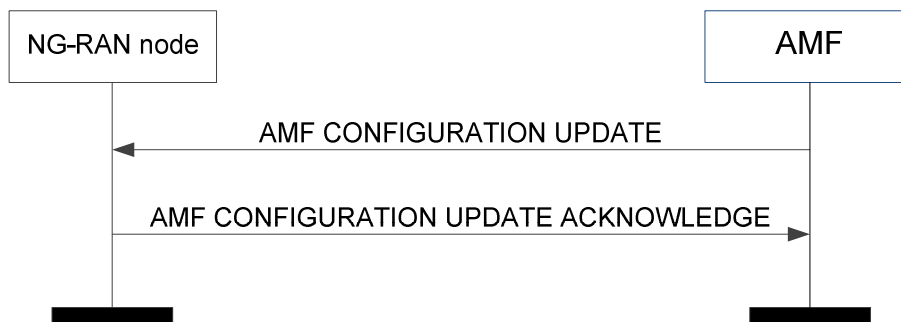 NG-RAN node
AMF
AMF CONFIGURATION UPDATE
AMF CONFIGURATION UPDATE ACKNOWLEDGE